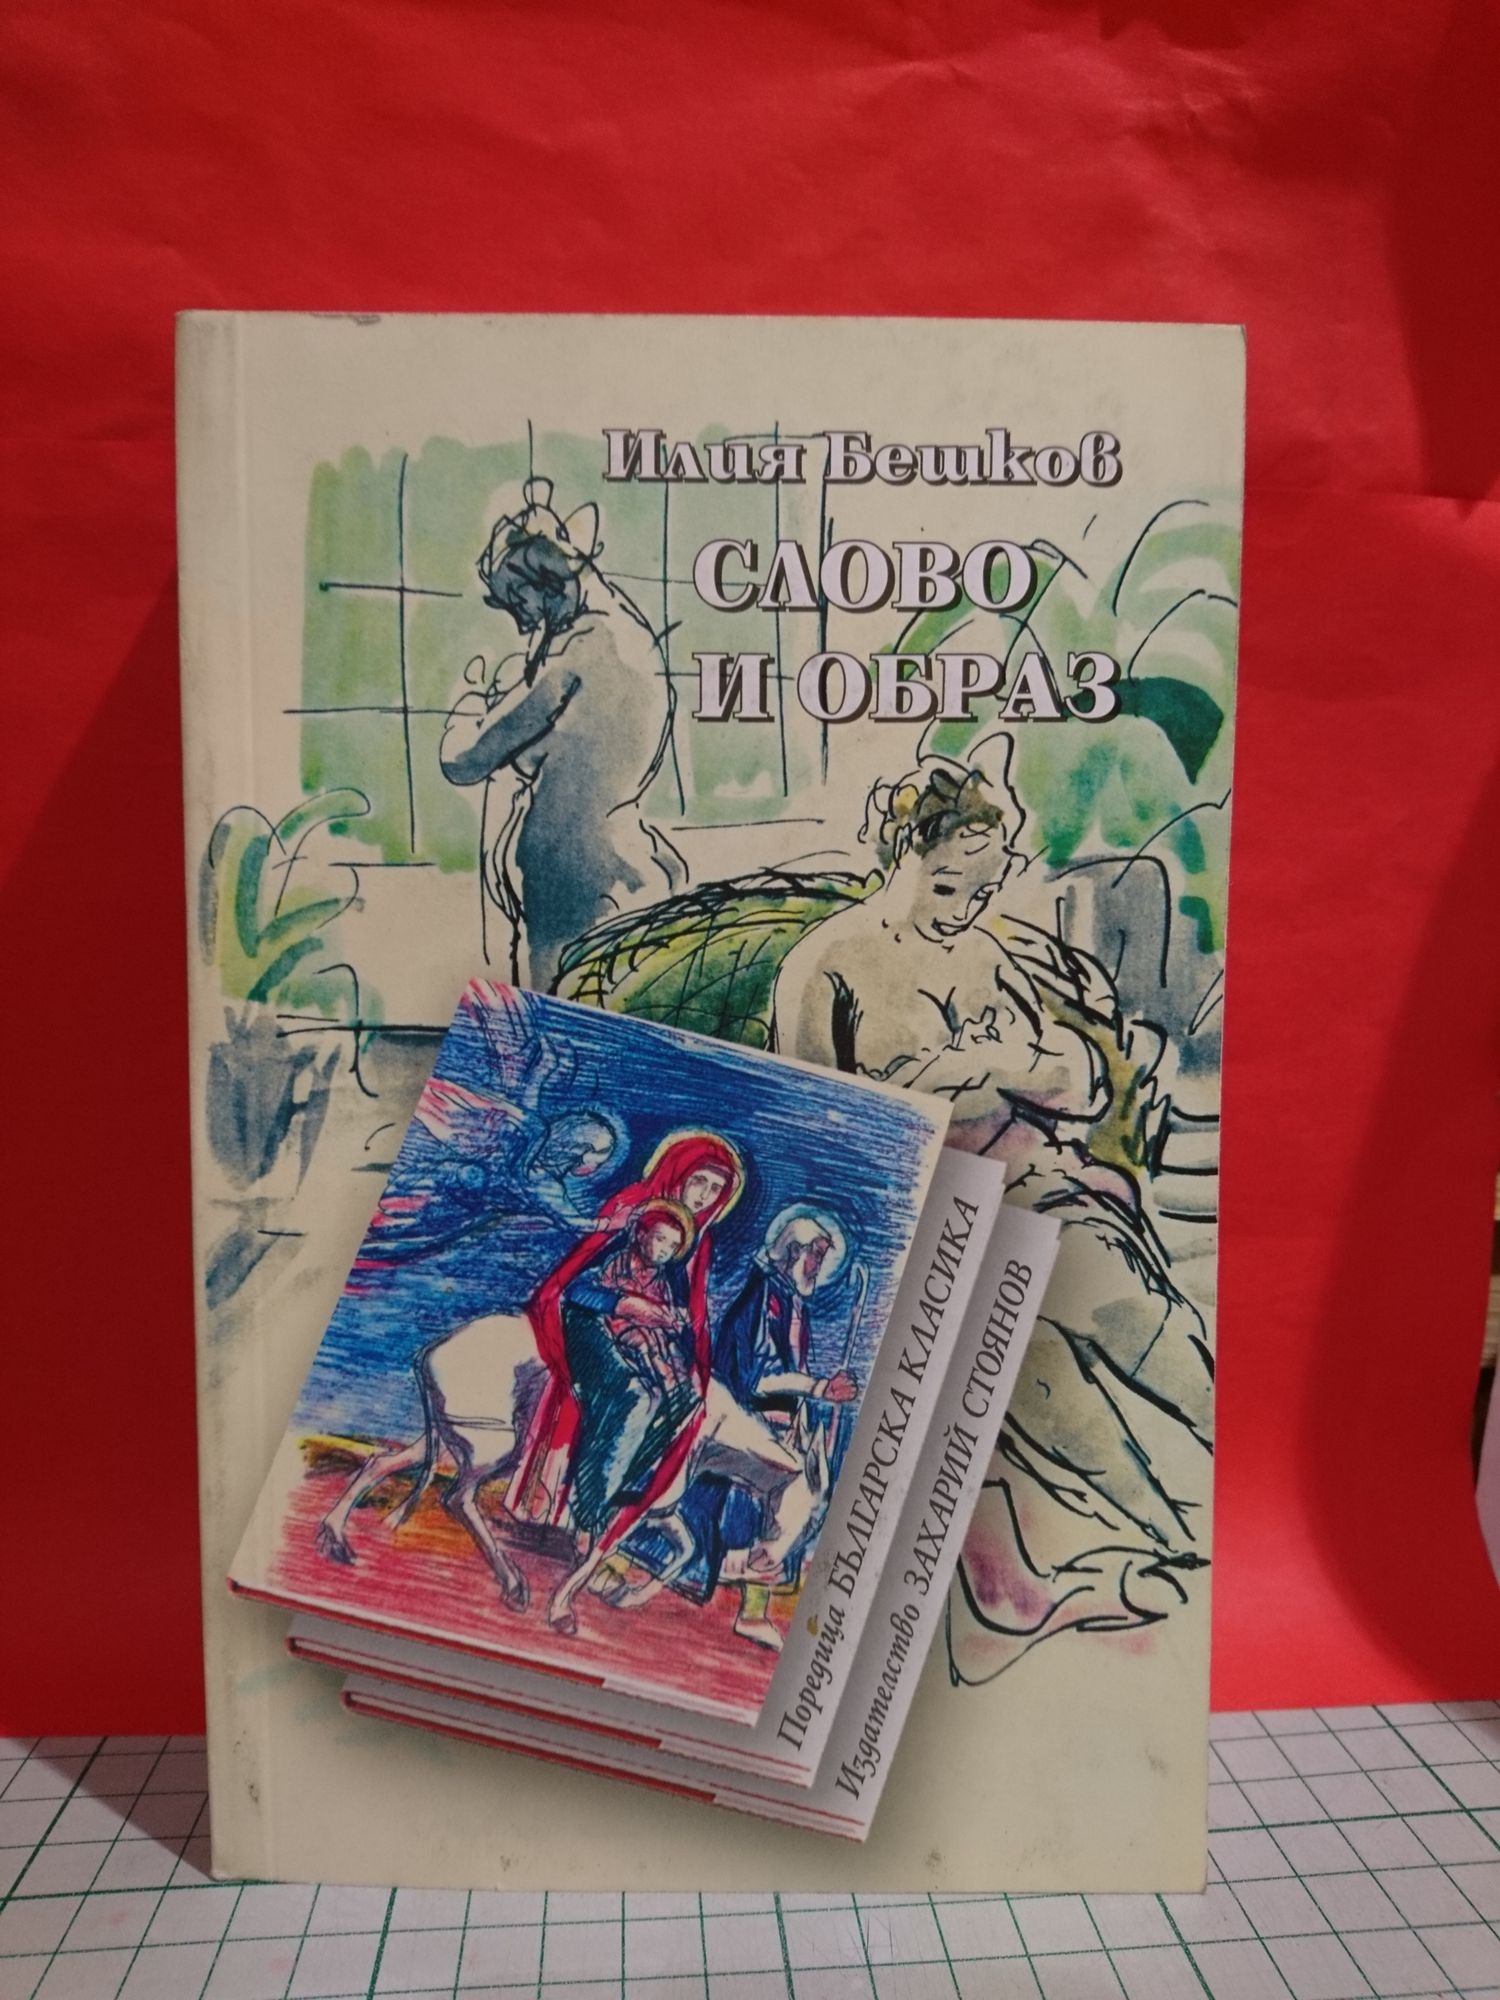 Илия Бешков
СЛОВО
И ОБРАЗ
Поредица БЪЛГАРСКА КЛАСИКА
Издателство ЗАХАРИЙ СТОЯНОВ